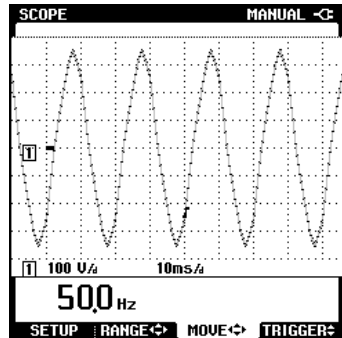 SCOPE MANUAL
1
1 100 V/d 10ms/d
50.0 Hz
SETUP RANGE MOVE TRIGGER